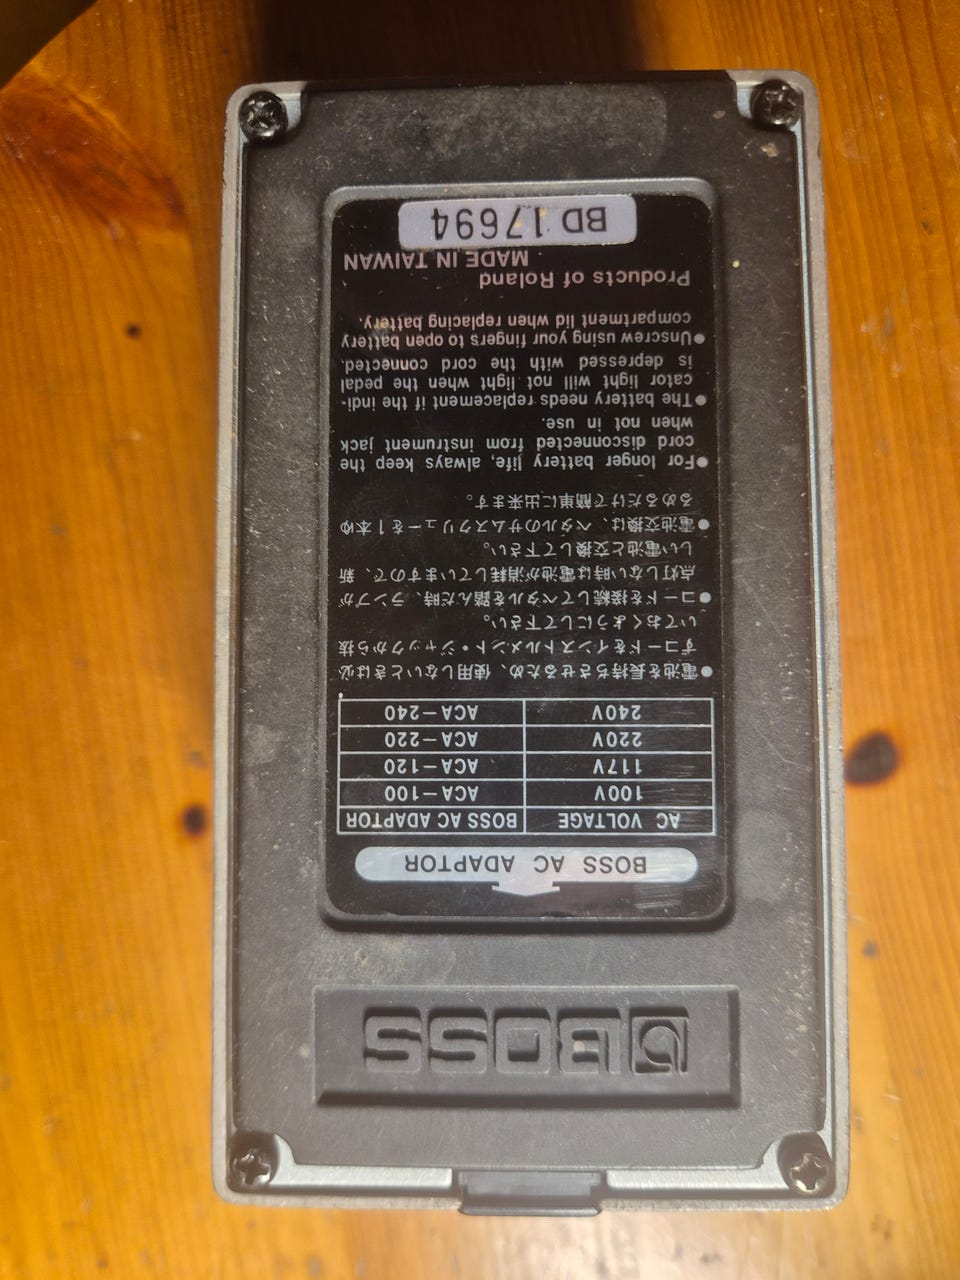 BOSS
BOSS AC ADAPTOR
AC VOLTAGE BOSS AC ADAPTOR
100V ACA-100
117V ACA-120
220V ACA-220
240V ACA-240
●電池を長持ちさせるため、使用しないときは必
ずコードをインストルメント・ジャックから抜
いておくようにして下さい。
●コードを接続してペタルを踏んだ時、ランプが
点灯しない時は電池が消耗していますので、新
しい電池と交換して下さい。
●電池交換は、ペタルのサムスクリューを1本ゆ
るめるだけで簡単に出来ます。
●For longer battery life, always keep the
cord disconnected from instrument jack
when not in use.
●The battery needs replacement if the indi-
cator light will not light when the pedal
is depressed with the cord connected.
●Unscrew using your fingers to open battery
compartment lid when replacing battery.
Products of Roland
MADE IN TAIWAN
BD 17694